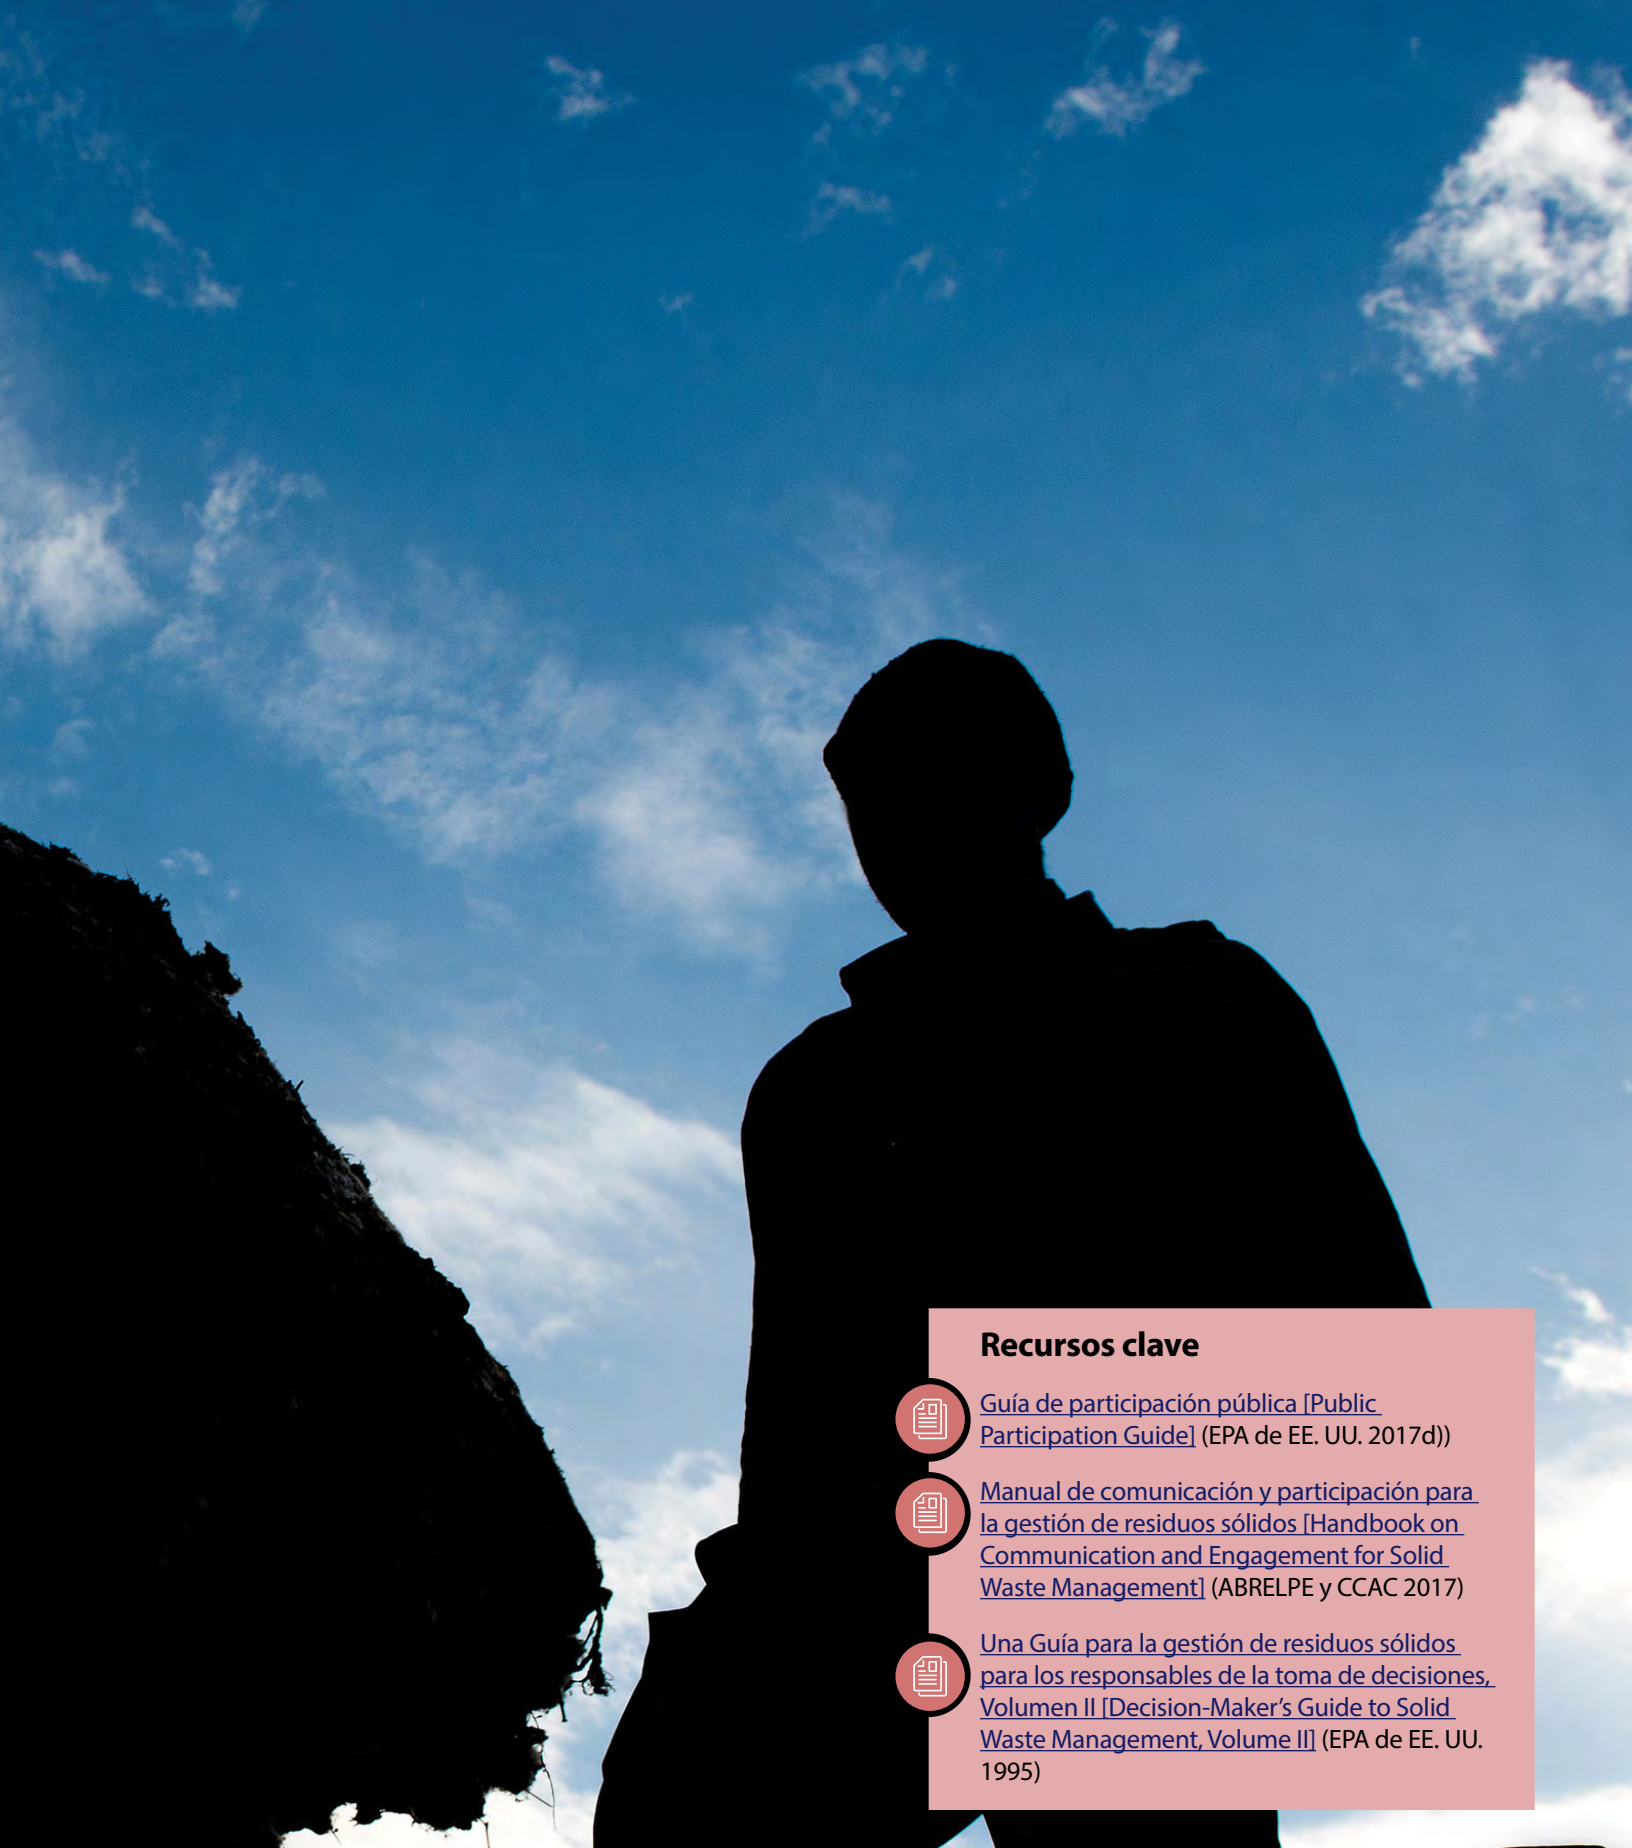 Recursos clave
Guía de participación pública [Public
Participation Guide] (EPA de EE. UU. 2017d))
Manual de comunicación y participación para
la gestión de residuos sólidos [Handbook on
Communication and Engagement for Solid
Waste Management] (ABRELPE y CCAC 2017)
Una Guía para la gestión de residuos sólidos
para los responsables de la toma de decisiones,
Volumen II [Decision-Maker’s Guide to Solid
Waste Management, Volume II] (EPA de EE. UU.
1995)